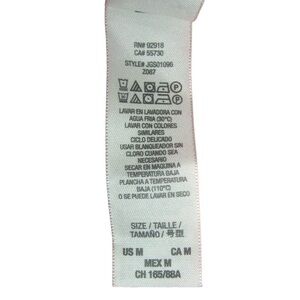 RN# 92918
CA# 55730
STYLE# JGS01096
Z067
LAVAR EN LAVADORA CON
AGUA FRIA (30°C)
LAVAR CON COLORES
SIMILARES
CICLO DELICADO
USAR BLANQUEADOR SIN
CLORO CUANDO SEA
NECESARIO
SECAR EN MAQUINA A
TEMPERATURA BAJA
PLANCHA A TEMPERATURA
BAJA (110°C)
O SE PUEDE LAVAR EN SECO
SIZE / TAILLE /
TAMAÑO / 号型
US M CA M
MEX M
CH 165/88A